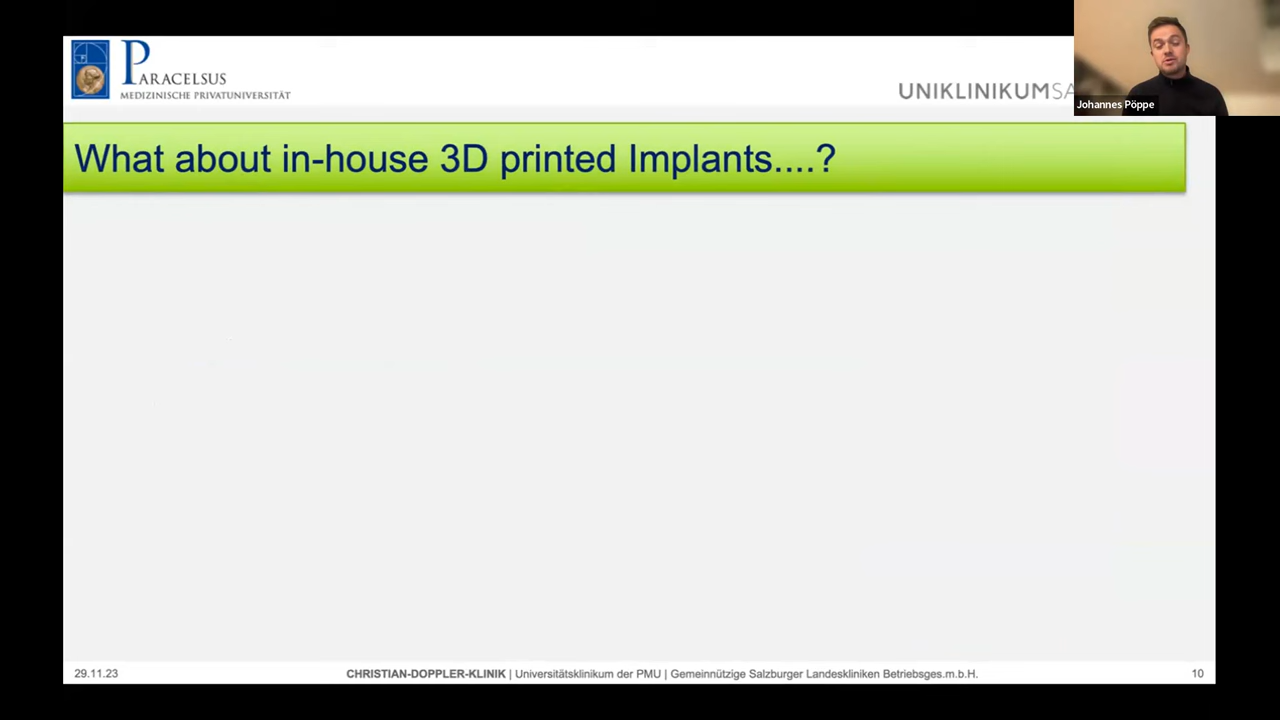 PARACELSUS
MEDIZINISCHE PRIVATUNIVERSITÄT
UNIKLINIKUMSA
Johannes Pöppe
What about in-house 3D printed Implants....?
29.11.23
CHRISTIAN-DOPPLER-KLINIK | Universitätsklinikum der PMU | Gemeinnützige Salzburger Landeskliniken Betriebsges.m.b.H.
10